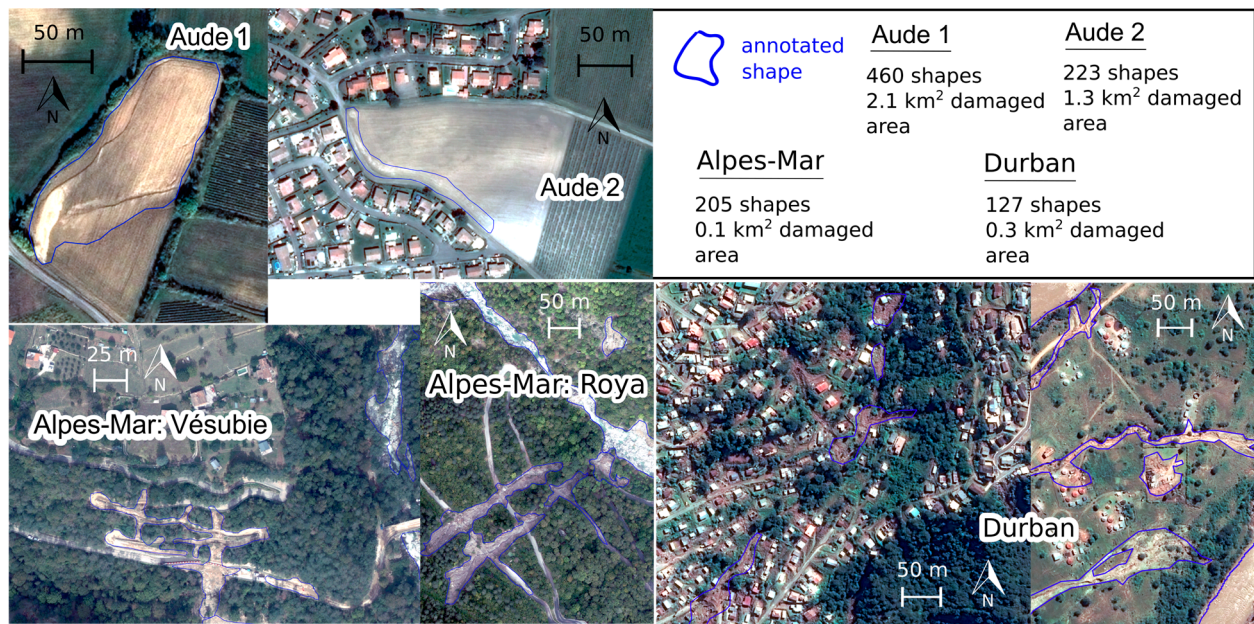 50 m
Aude 1
N
50 m
N
Aude 2
annotated
shape
Aude 1
460 shapes
2.1 km² damaged
area
Aude 2
223 shapes
1.3 km² damaged
area
Alpes-Mar
205 shapes
0.1 km² damaged
area
Durban
127 shapes
0.3 km² damaged
area
25 m
N
Alpes-Mar: Vésubie
50 m
N
Alpes-Mar: Roya
50 m
N
Durban
50 m
N